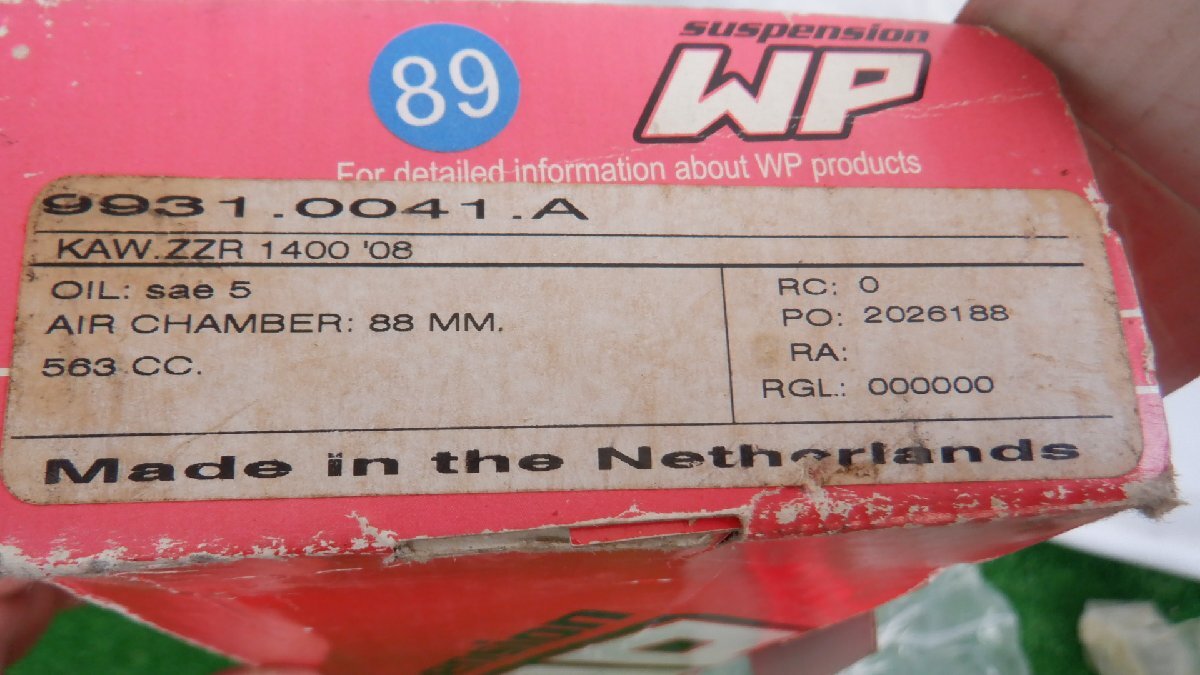 89
suspension
WP
For detailed information about WP products
9931.0041.A
KAW.ZZR 1400 '08
OIL: sae 5
AIR CHAMBER: 88 MM.
563 CC.
RC: 0
PO: 2026188
RA:
RGL.: 000000
Made in the Netherlands